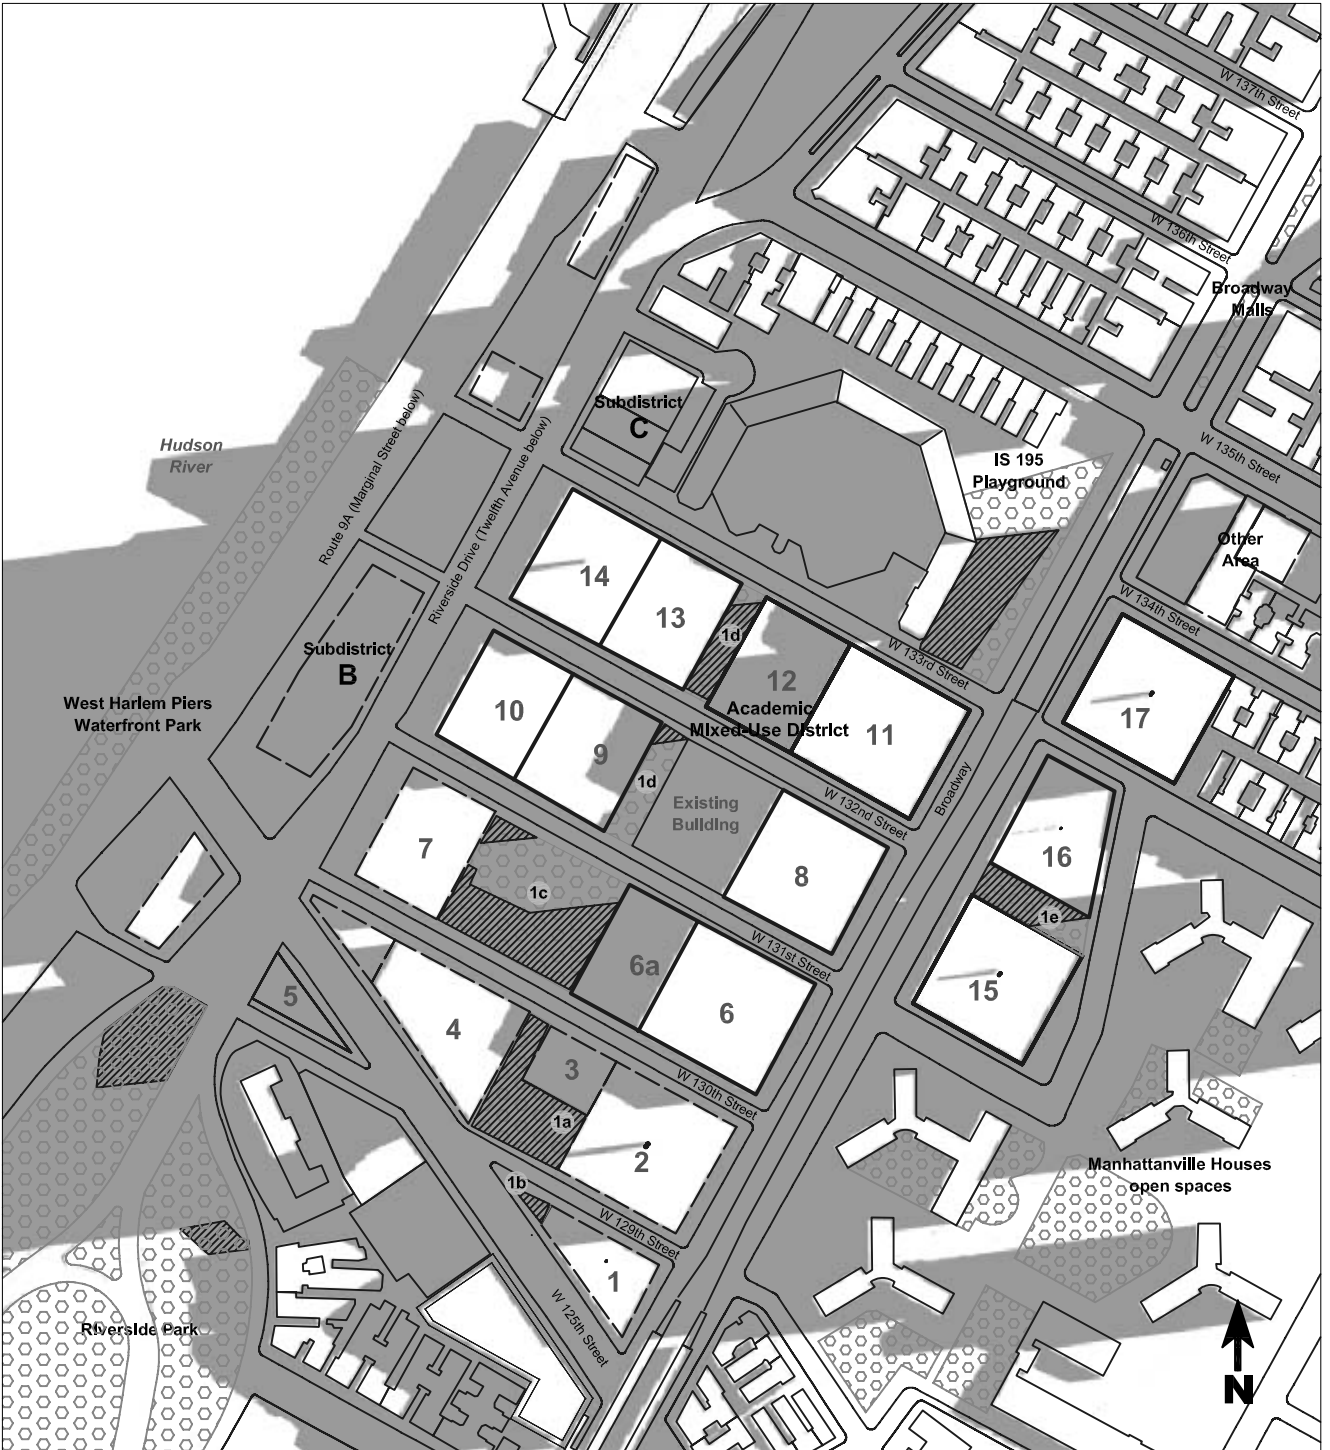 W 137th Street
W 136th Street
Broadway
Malls
W 135th Street
Subdistrict
C
Hudson
River
IS 195
Playground
Route 9A (Marginal Street below)
Riverside Drive (Twelfth Avenue below)
Other
Area
14
13
1d
W 134th Street
Subdistrict
B
W 133rd Street
12
Academic
Mixed-Use District
11
17
West Harlem Piers
Waterfront Park
10
9
1d
Existing
Building
W 132nd Street
Broadway
7
8
16
1c
1e
W 131st Street
6a
6
15
5
4
3
W 130th Street
1a
2
1b
W 129th Street
Manhattanville Houses
open spaces
1
W 125th Street
Riverside Park
N